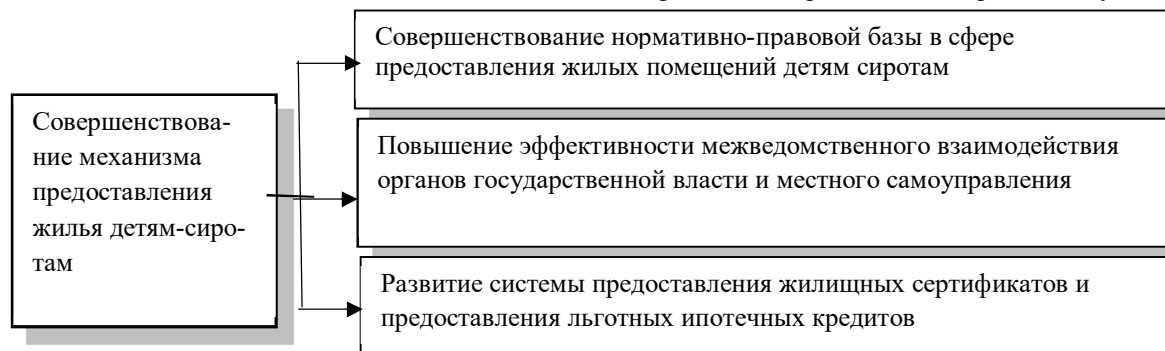 Совершенствование нормативно-правовой базы в сфере
предоставления жилых помещений детям сиротам
Совершенствова-
ние механизма
предоставления
жилья детям-сиро-
там
Повышение эффективности межведомственного взаимодействия
органов государственной власти и местного самоуправления
Развитие системы предоставления жилищных сертификатов и
предоставления льготных ипотечных кредитов